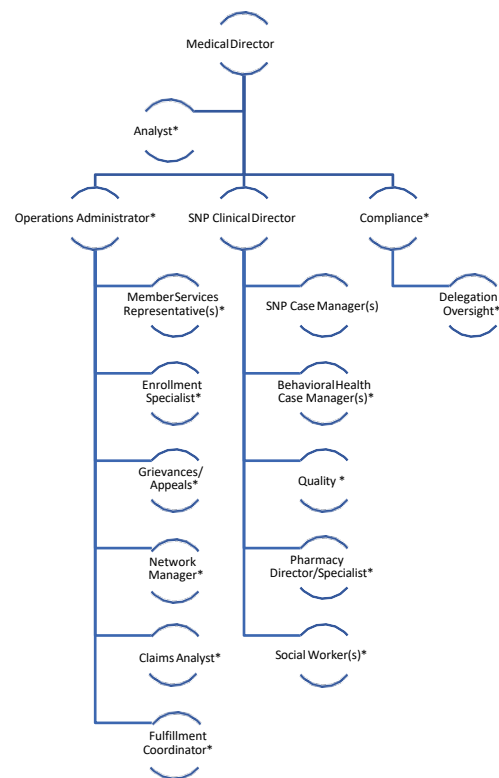 Medical Director
Analyst*
Operations Administrator*
SNP Clinical Director
Compliance*
Member Services
Representative(s)*
SNP Case Manager(s)
Delegation
Oversight*
Enrollment
Specialist*
Behavioral Health
Case Manager(s)*
Grievances/
Appeals*
Quality *
Network
Manager*
Pharmacy
Director/Specialist*
Claims Analyst*
Social Worker(s)*
Fulfillment
Coordinator*